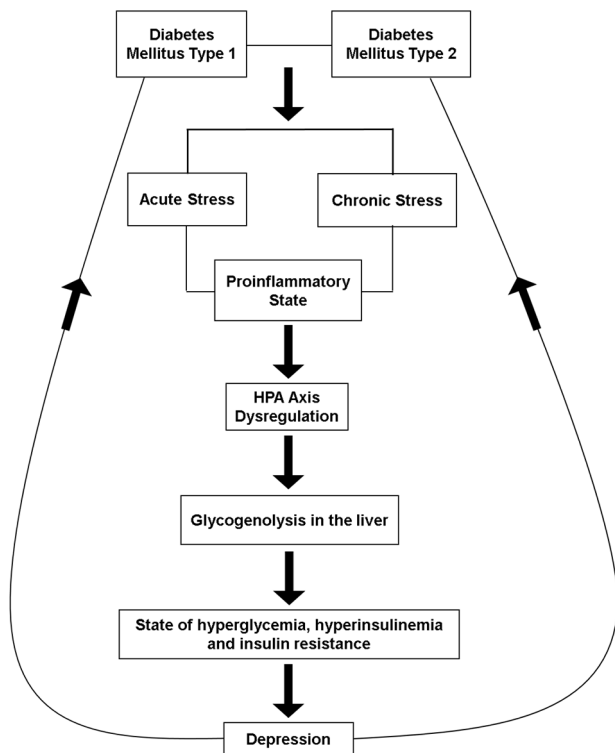 Diabetes
Mellitus Type 1
Diabetes
Mellitus Type 2
Acute Stress
Chronic Stress
Proinflammatory
State
HPA Axis
Dysregulation
Glycogenolysis in the liver
State of hyperglycemia, hyperinsulinemia
and insulin resistance
Depression